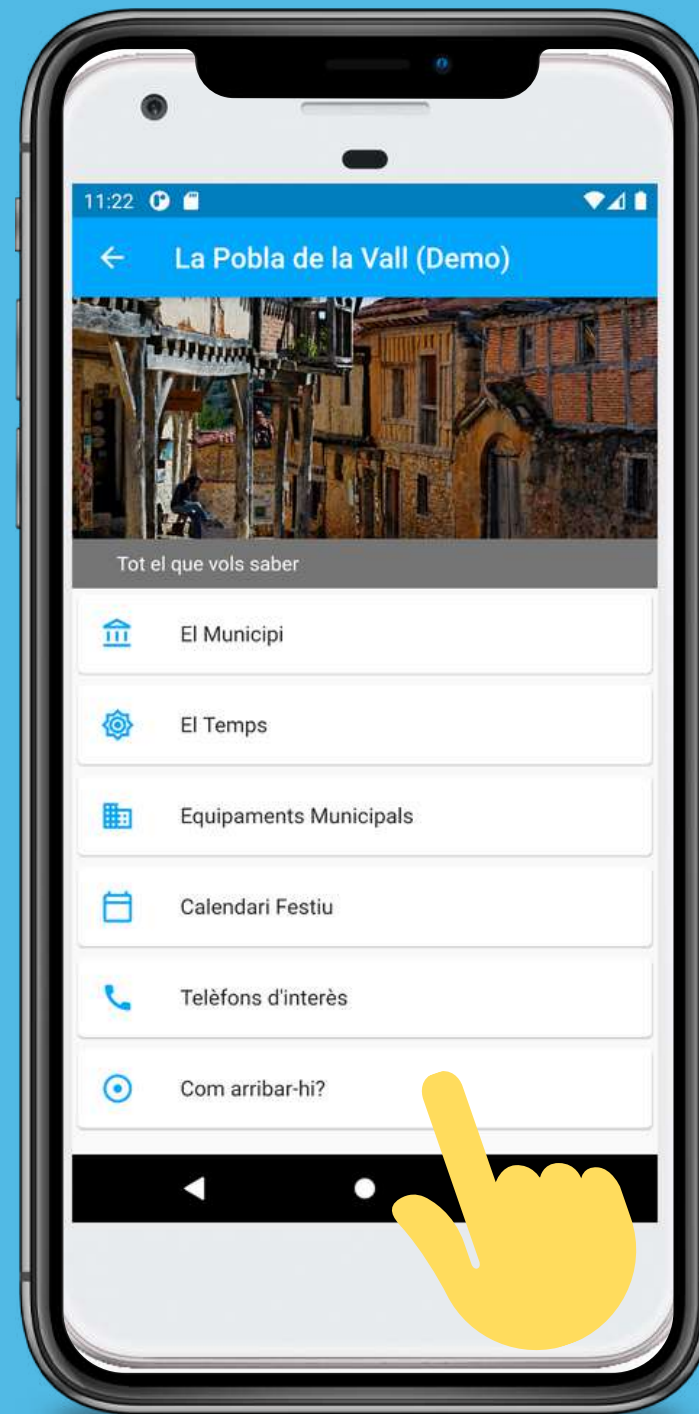 11:22
La Pobla de la Vall (Demo)
Tot el que vols saber
El Municipi
El Temps
Equipaments Municipals
Calendari Festiu
Telèfons d'interès
Com arribar-hi?